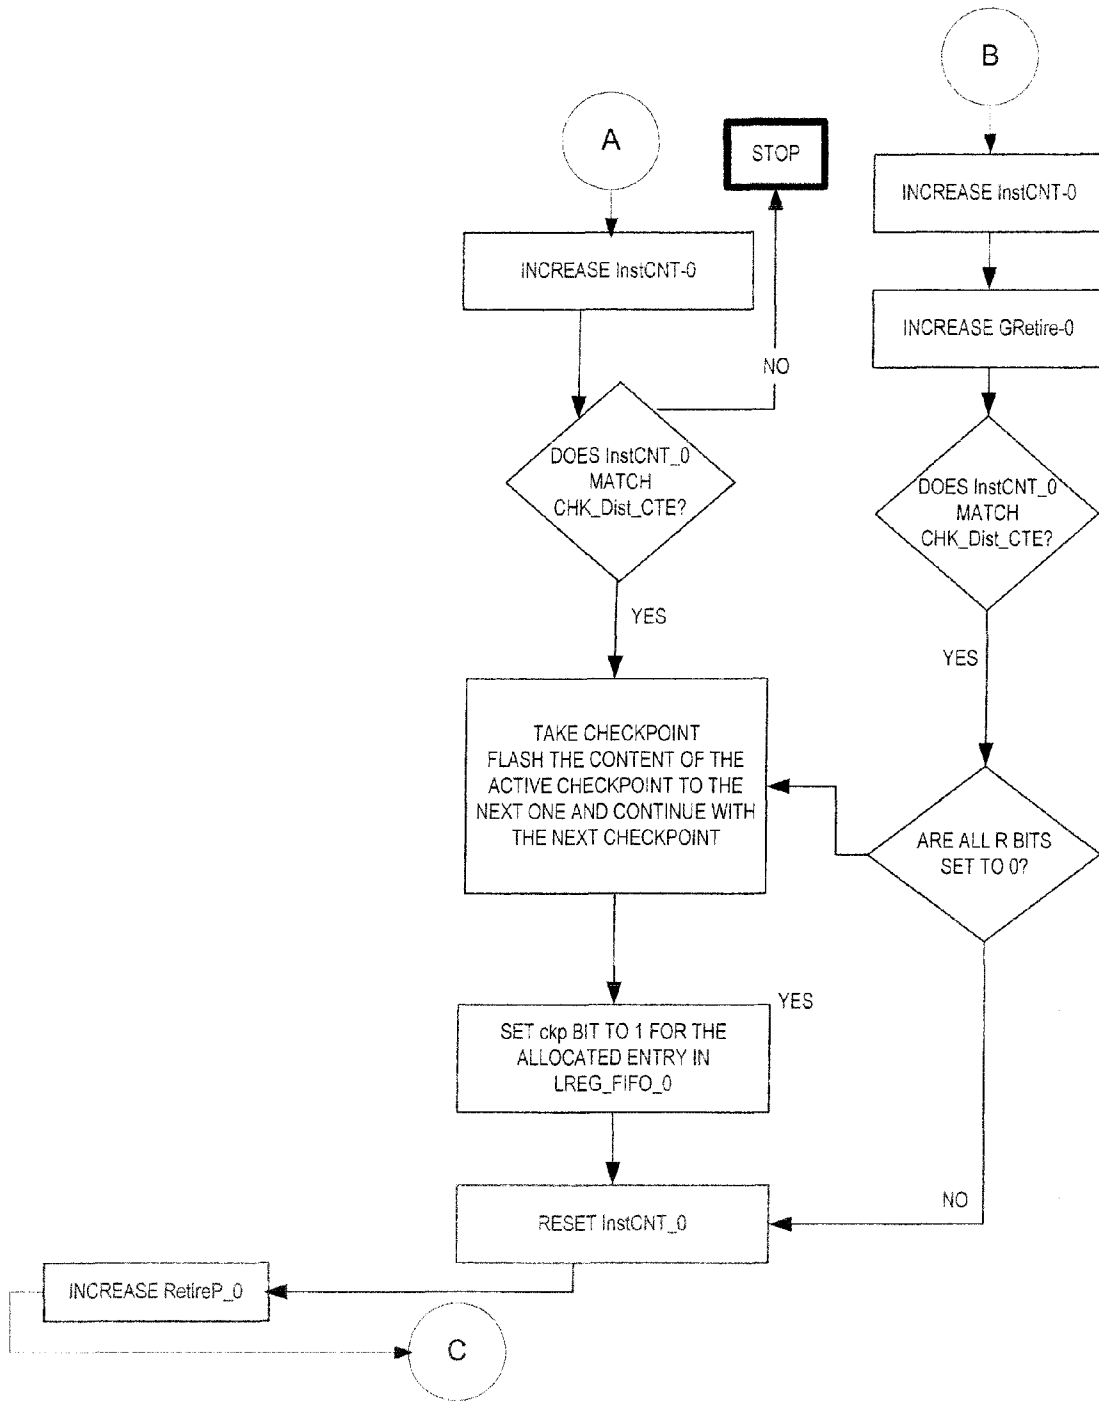 B
A
STOP
INCREASE InstCNT-0
INCREASE InstCNT-0
INCREASE GRetire-0
NO
DOES InstCNT_0
MATCH
CHK_Dist_CTE?
DOES InstCNT_0
MATCH
CHK_Dist_CTE?
YES
YES
TAKE CHECKPOINT
FLASH THE CONTENT OF THE
ACTIVE CHECKPOINT TO THE
NEXT ONE AND CONTINUE WITH
THE NEXT CHECKPOINT
ARE ALL R BITS
SET TO 0?
YES
SET ckp BIT TO 1 FOR THE
ALLOCATED ENTRY IN
LREG_FIFO_0
NO
RESET InstCNT_0
INCREASE RetireP_0
C